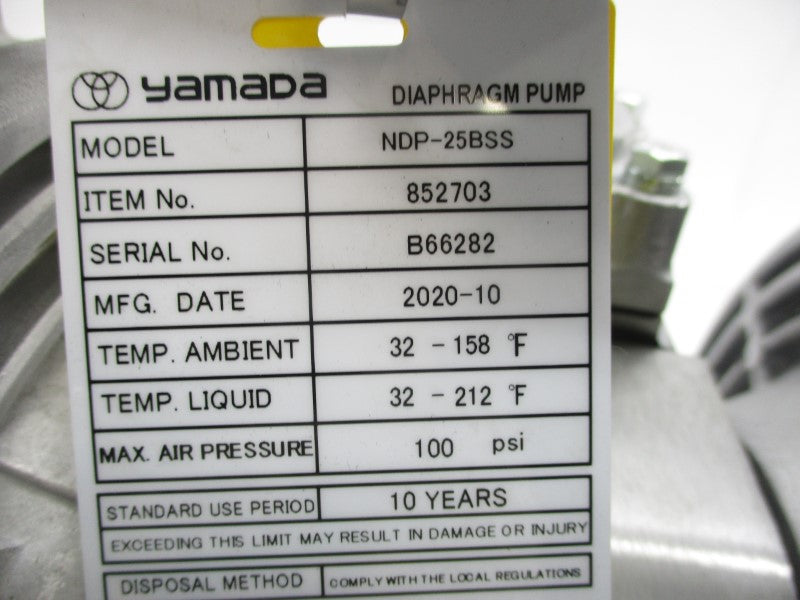 yamada DIAPHRAGM PUMP
MODEL NDP-25BSS
ITEM No. 852703
SERIAL No. B66282
MFG. DATE 2020-10
TEMP. AMBIENT 32 - 158 °F
TEMP. LIQUID 32 - 212 °F
MAX. AIR PRESSURE 100 psi
STANDARD USE PERIOD 10 YEARS
EXCEEDING THIS LIMIT MAY RESULT IN DAMAGE OR INJURY
DISPOSAL METHOD COMPLY WITH THE LOCAL REGULATIONS